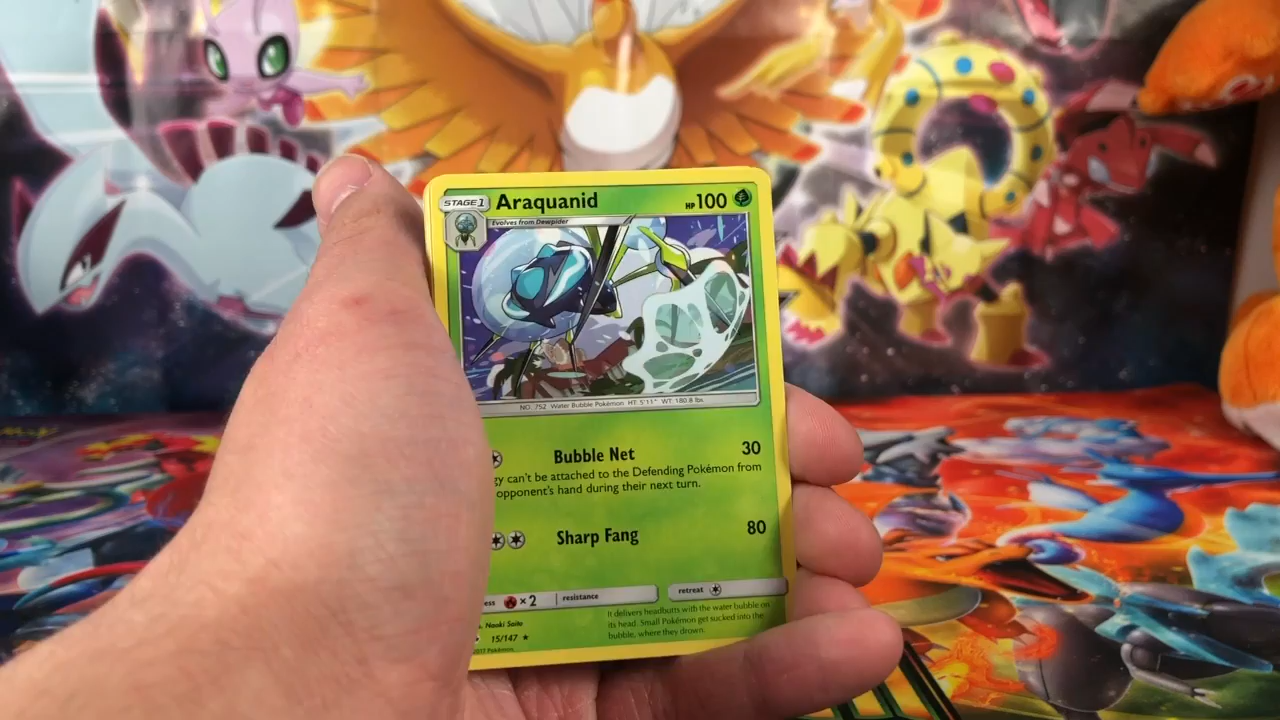 STAGE 1 Araquanid HP 100
Evolves from Dewpider
NO. 752 Water Bubble Pokémon HT: 5'11" WT: 180.8 lbs.
Bubble Net 30
gy can't be attached to the Defending Pokémon from
opponent's hand during their next turn.
Sharp Fang 80
ess ×2 resistance retreat
It delivers headbutts with the water bubble on
its head. Small Pokémon get sucked into the
bubble, where they drown.
Naoki Saito
15/147 ★
2017 Pokémon.